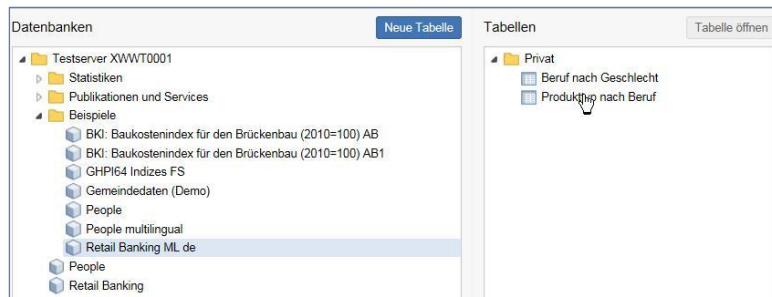 Datenbanken
Neue Tabelle
Testserver XWWT0001
Statistiken
Publikationen und Services
Beispiele
BKI: Baukostenindex für den Brückenbau (2010=100) AB
BKI: Baukostenindex für den Brückenbau (2010=100) AB1
GHPI64 Indizes FS
Gemeindedaten (Demo)
People
People multilingual
Retail Banking ML de
People
Retail Banking
Tabellen
Tabelle öffnen
Privat
Beruf nach Geschlecht
Produkttyp nach Beruf